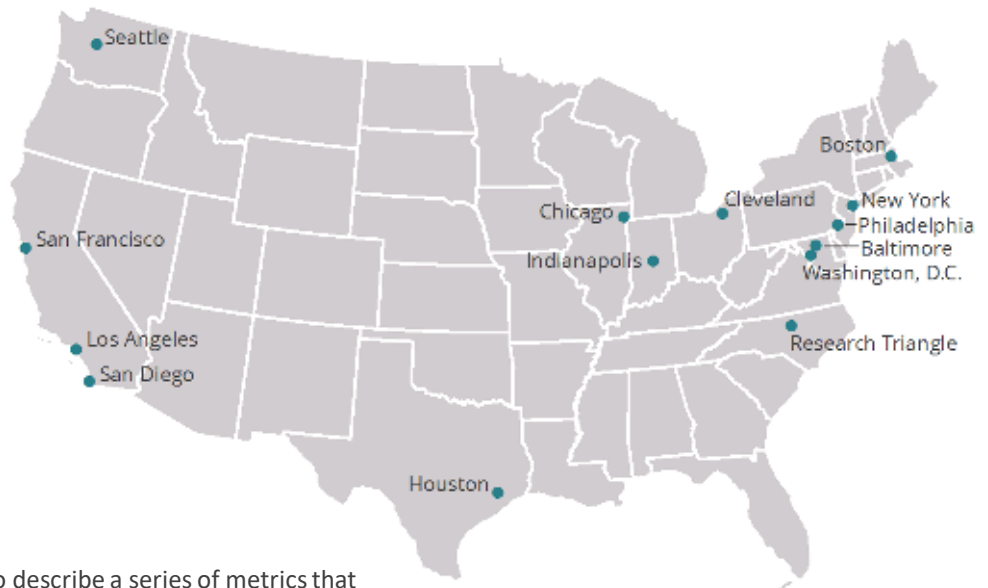 Seattle
Boston
Cleveland
New York
Chicago
Philadelphia
San Francisco
Baltimore
Indianapolis
Washington, D.C.
Los Angeles
Research Triangle
San Diego
Houston
describe a series of metrics that